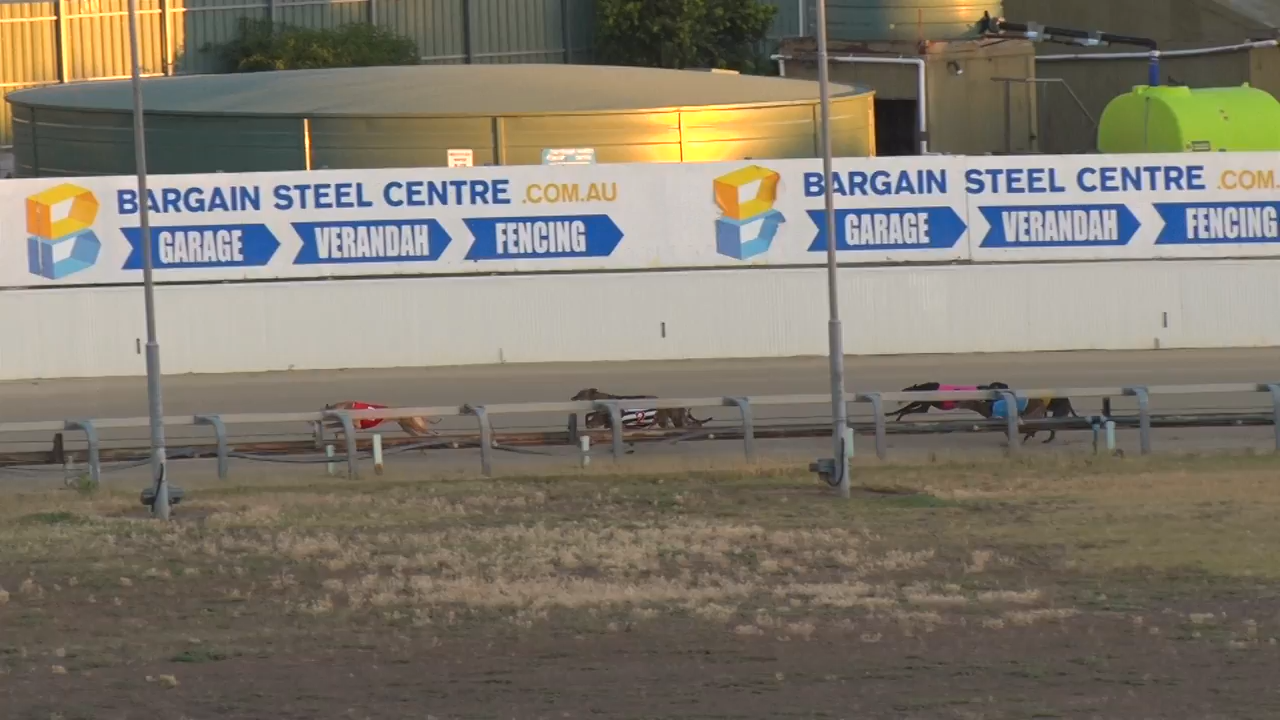 BARGAIN STEEL CENTRE .COM.AU
GARAGE VERANDAH FENCING
BARGAIN STEEL CENTRE .COM
GARAGE VERANDAH FENCING